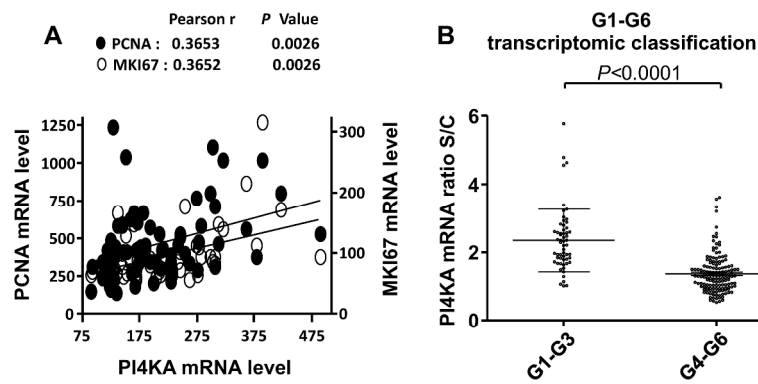 A
Pearson r P Value
PCNA : 0.3653 0.0026
MKI67 : 0.3652 0.0026
PCNA mRNA level
1250
1000
750
500
250
0
300
200
100
0
MKI67 mRNA level
75 175 275 375 475
PI4KA mRNA level
B
G1-G6
transcriptomic classification
P<0.0001
PI4KA mRNA ratio S/C
6
4
2
0
G1-G3
G4-G6